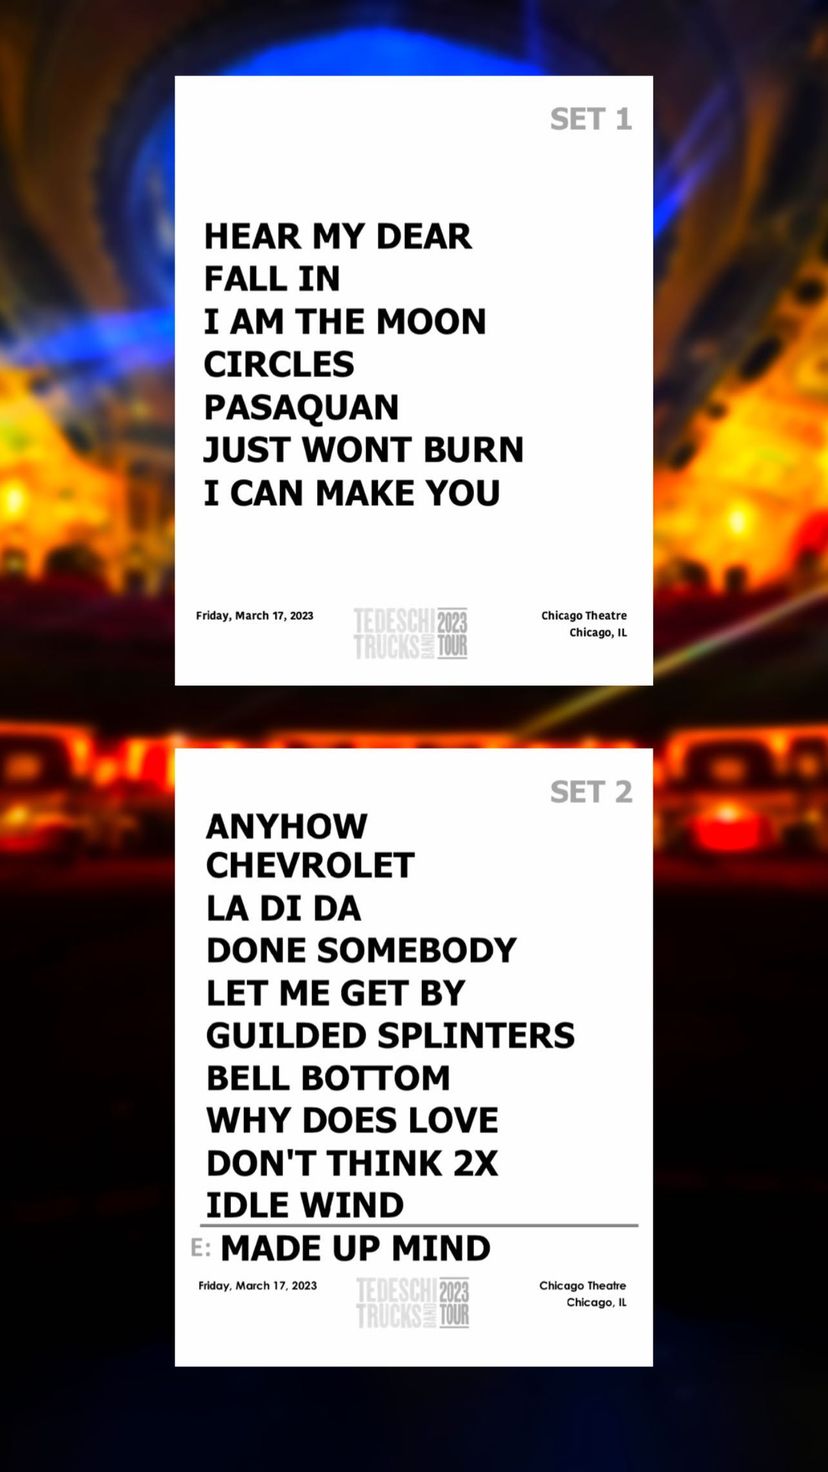 SET 1
HEAR MY DEAR
FALL IN
I AM THE MOON
CIRCLES
PASAQUAN
JUST WONT BURN
I CAN MAKE YOU
Friday, March 17, 2023
TEDESCHI
TRUCKS BAND
2023
TOUR
Chicago Theatre
Chicago, IL
SET 2
ANYHOW
CHEVROLET
LA DI DA
DONE SOMEBODY
LET ME GET BY
GUILDED SPLINTERS
BELL BOTTOM
WHY DOES LOVE
DON'T THINK 2X
IDLE WIND
E: MADE UP MIND
Friday, March 17, 2023
TEDESCHI
TRUCKS BAND
2023
TOUR
Chicago Theatre
Chicago, IL